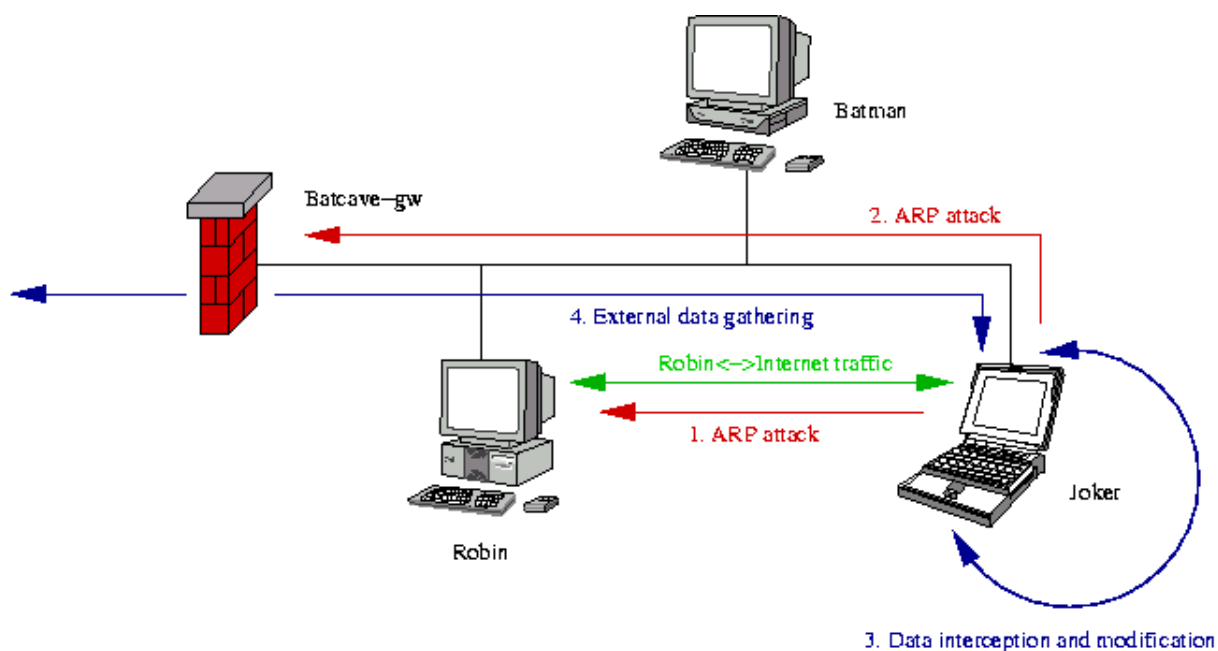 Batman
Batcave-gw
2. ARP attack
4. External data gathering
Robin<->Internet traffic
1. ARP attack
Joker
Robin
3. Data interception and modification